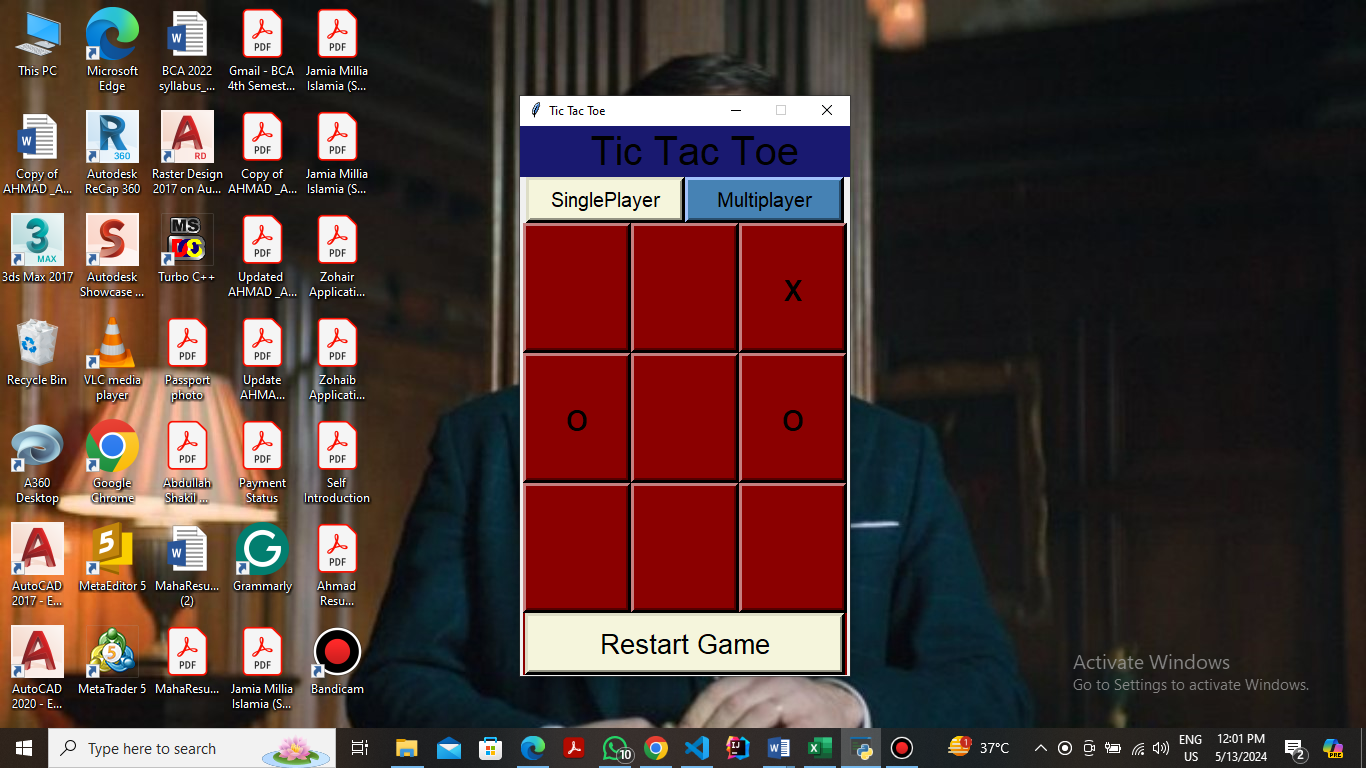 This PC
Microsoft
Edge
BCA 2022
syllabus_...
Gmail - BCA
4th Semest...
Jamia Millia
Islamia (S...
Copy of
AHMAD _A...
Autodesk
ReCap 360
Raster Design
2017 on Au...
Copy of
AHMAD _A...
Jamia Millia
Islamia (S...
3ds Max 2017
Autodesk
Showcase ...
Turbo C++
Updated
AHMAD _A...
Zohair
Applicati...
Recycle Bin
VLC media
player
Passport
photo
Update
AHMA...
Zohaib
Applicati...
A360
Desktop
Google
Chrome
Abdullah
Shakil ...
Payment
Status
Self
Introduction
AutoCAD
2017 - E...
MetaEditor 5
MahaResu...
(2)
Grammarly
Ahmad
Resu...
AutoCAD
2020 - E...
MetaTrader 5
MahaResu...
Jamia Millia
Islamia (S...
Bandicam
Tic Tac Toe
Tic Tac Toe
SinglePlayer Multiplayer
X
O O
Restart Game
Activate Windows
Go to Settings to activate Windows.
Type here to search
10
1
37°C
ENG
US
12:01 PM
5/13/2024
2
PRE